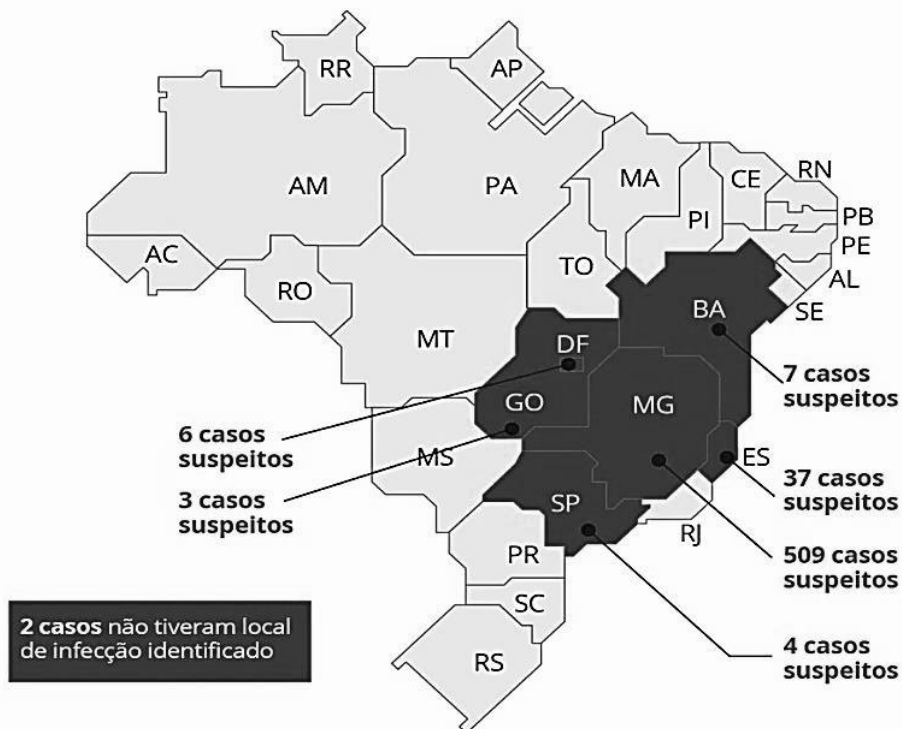 RR
AP
AM
PA
MA
CE
RN
PI
PB
PE
AC
TO
AL
RO
BA
SE
MT
DF
7 casos
suspeitos
GO
MG
6 casos
suspeitos
MS
ES
37 casos
suspeitos
3 casos
suspeitos
SP
RJ
509 casos
suspeitos
PR
2 casos não tiveram local
de infecção identificado
SC
4 casos
suspeitos
RS